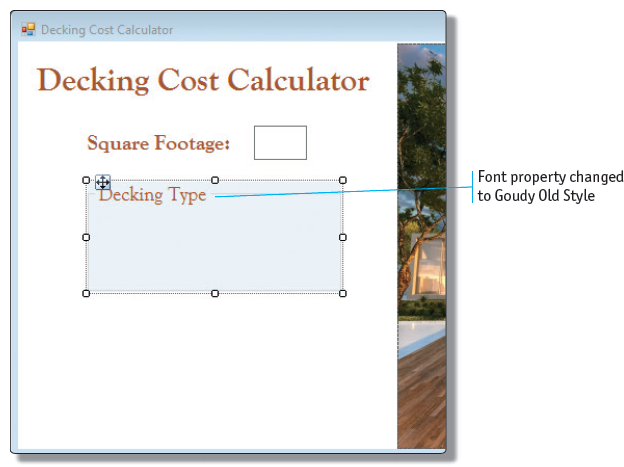 Decking Cost Calculator
Decking Cost Calculator
Square Footage:
Decking Type
Font property changed
to Goudy Old Style